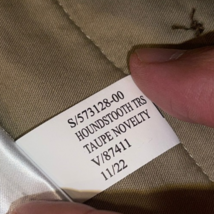 S/573128-00
HOUNDSTOOTH TRS
TAUPE NOVELTY
V/87411
11/22